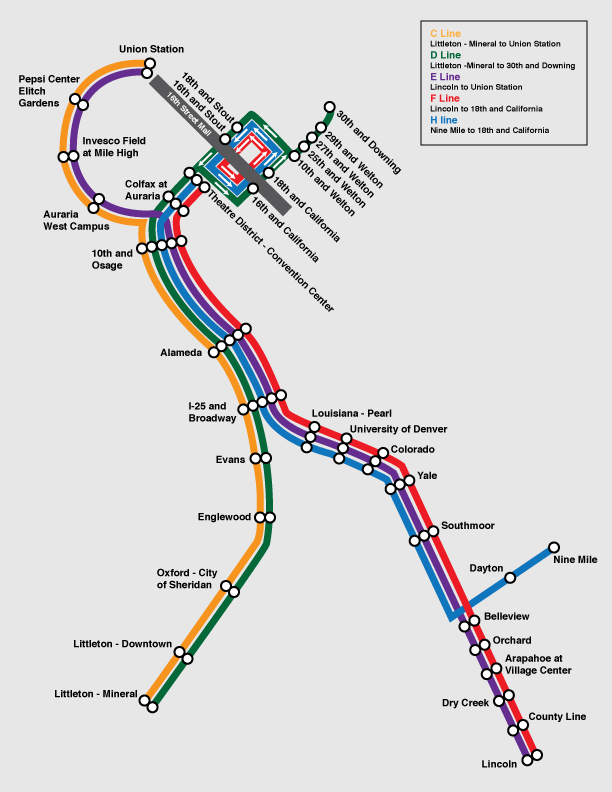 C Line
Littleton - Mineral to Union Station
D Line
Littleton -Mineral to 30th and Downing
E Line
Lincoln to Union Station
F Line
Lincoln to 18th and California
H line
Nine Mile to 18th and California
Union Station
Pepsi Center
Elitch
Gardens
Invesco Field
at Mile High
Auraria
West Campus
Colfax at
Auraria
10th and
Osage
18th and Stout
16th and Stout
16th Street Mall
30th and Downing
29th and Welton
27th and Welton
25th and Welton
10th and Welton
18th and California
16th and California
Theatre District - Convention Center
Alameda
I-25 and
Broadway
Evans
Englewood
Oxford - City
of Sheridan
Littleton - Downtown
Littleton - Mineral
Louisiana - Pearl
University of Denver
Colorado
Yale
Southmoor
Dayton
Nine Mile
Belleview
Orchard
Arapahoe at
Village Center
Dry Creek
County Line
Lincoln